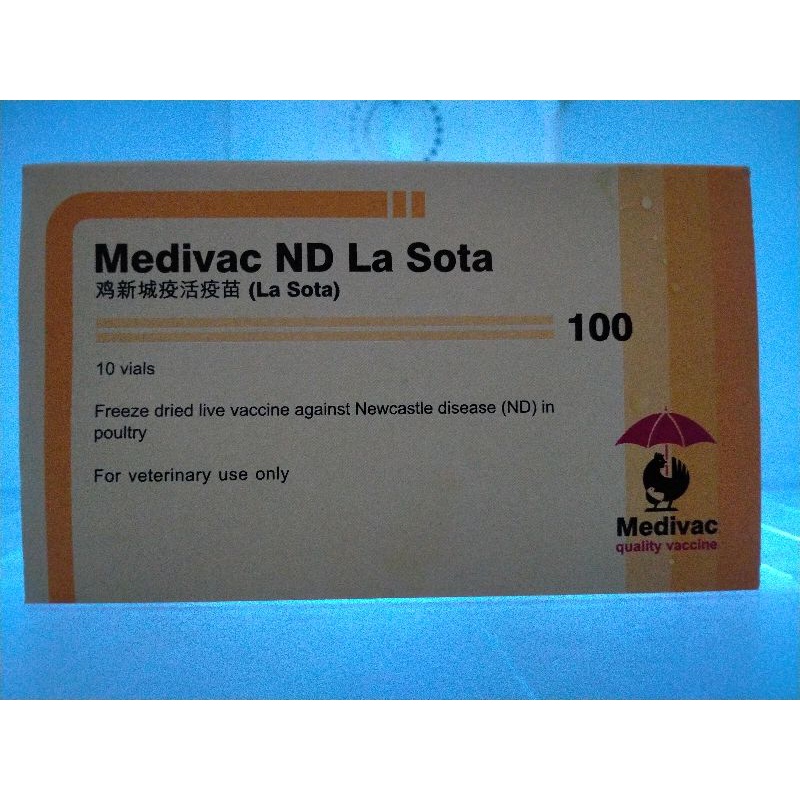 Medivac ND La Sota
鸡新城疫活疫苗 (La Sota)
100
10 vials
Freeze dried live vaccine against Newcastle disease (ND) in
poultry
For veterinary use only
Medivac
quality vaccine